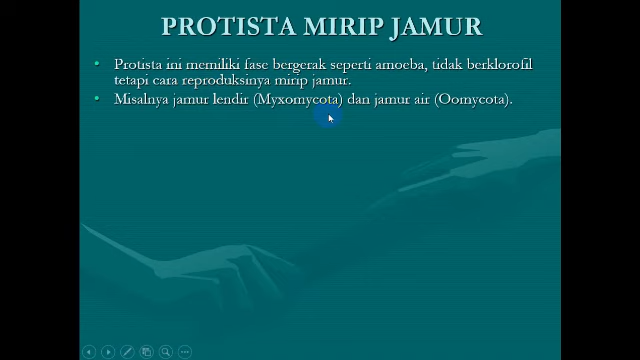 PROTISTA MIRIP JAMUR
• Protista ini memiliki fase bergerak seperti amoeba, tidak berklorofil
tetapi cara reproduksinya mirip jamur.
• Misalnya jamur lendir (Myxomycota) dan jamur air (Oomycota).